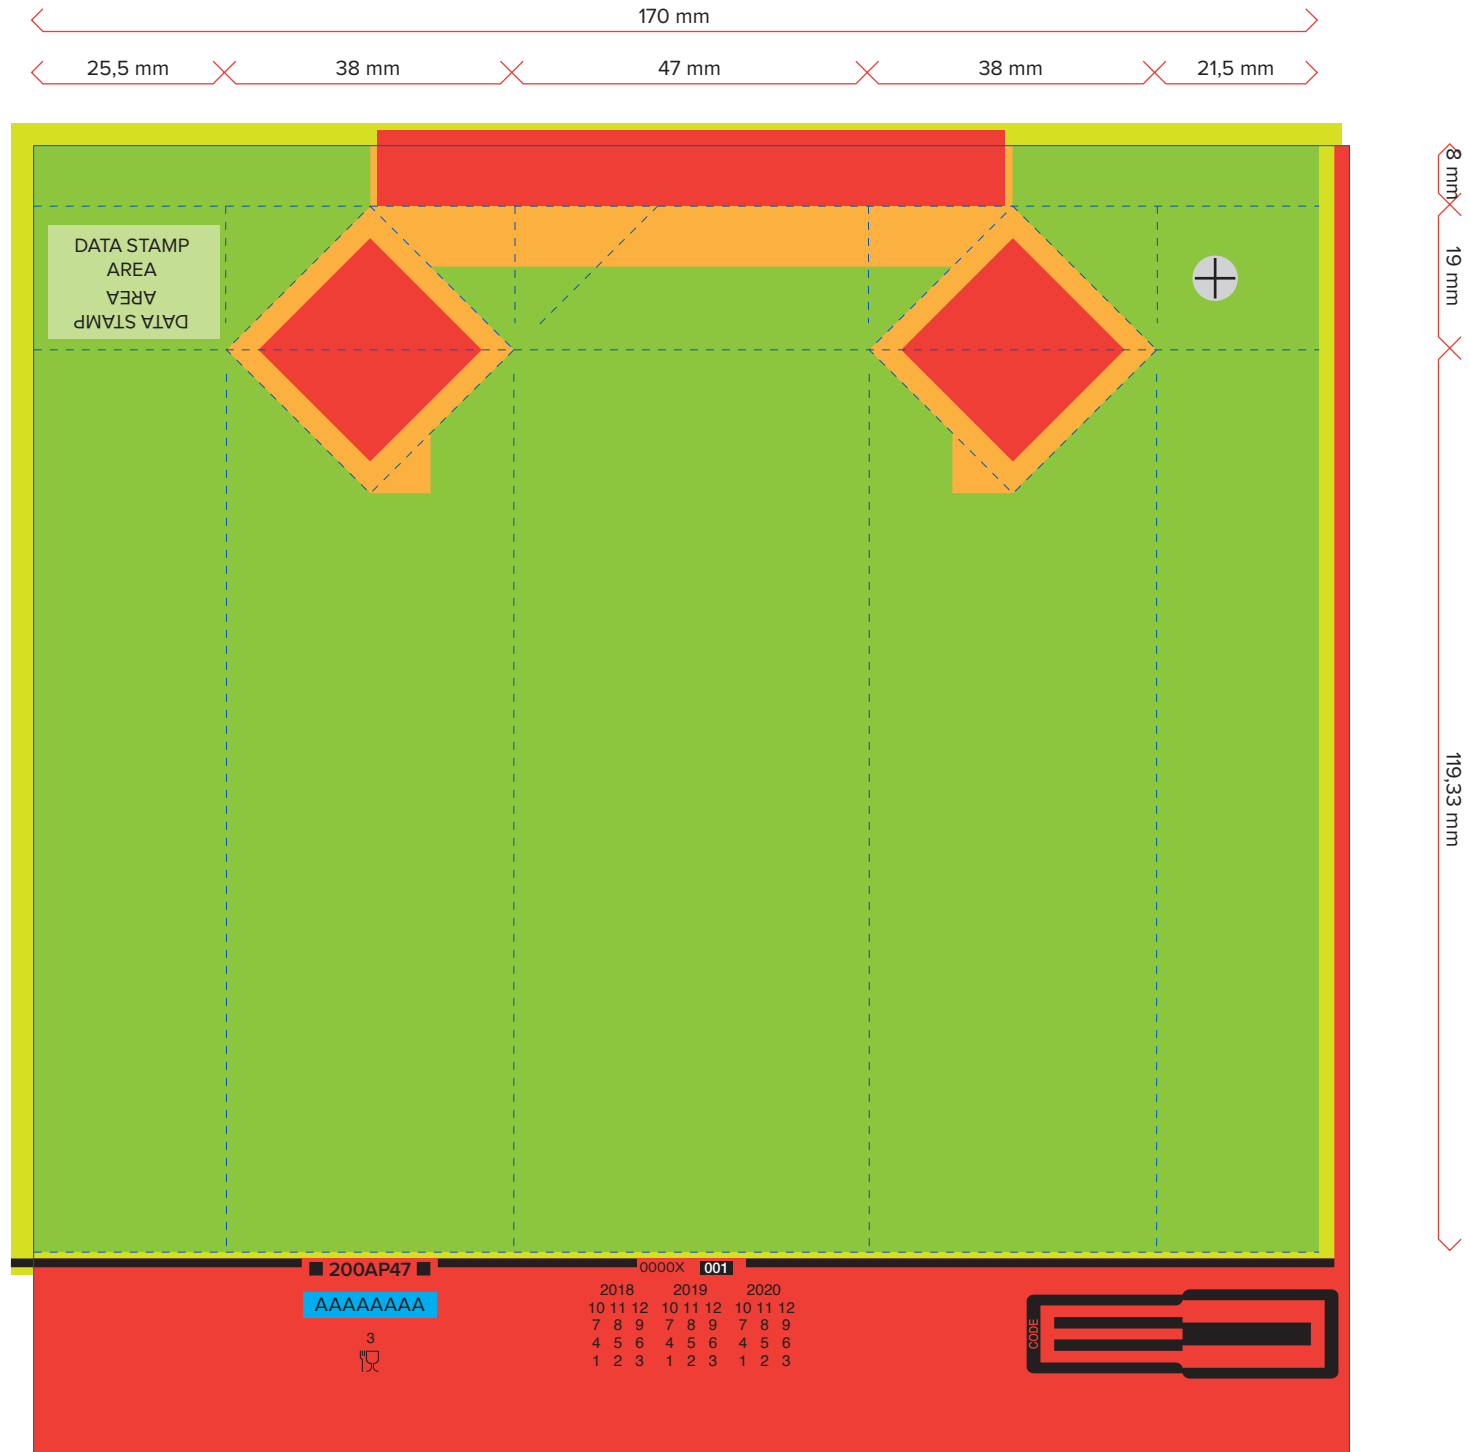 170 mm
25,5 mm 38 mm 47 mm 38 mm 21,5 mm
8 mm
19 mm
119,33 mm
DATA STAMP
AREA
AREA
DATA STAMP
200AP47
AAAAAAAA
3
0000X 001
2018 2019 2020
10 11 12 10 11 12 10 11 12
7 8 9 7 8 9 7 8 9
4 5 6 4 5 6 4 5 6
1 2 3 1 2 3 1 2 3
CODE